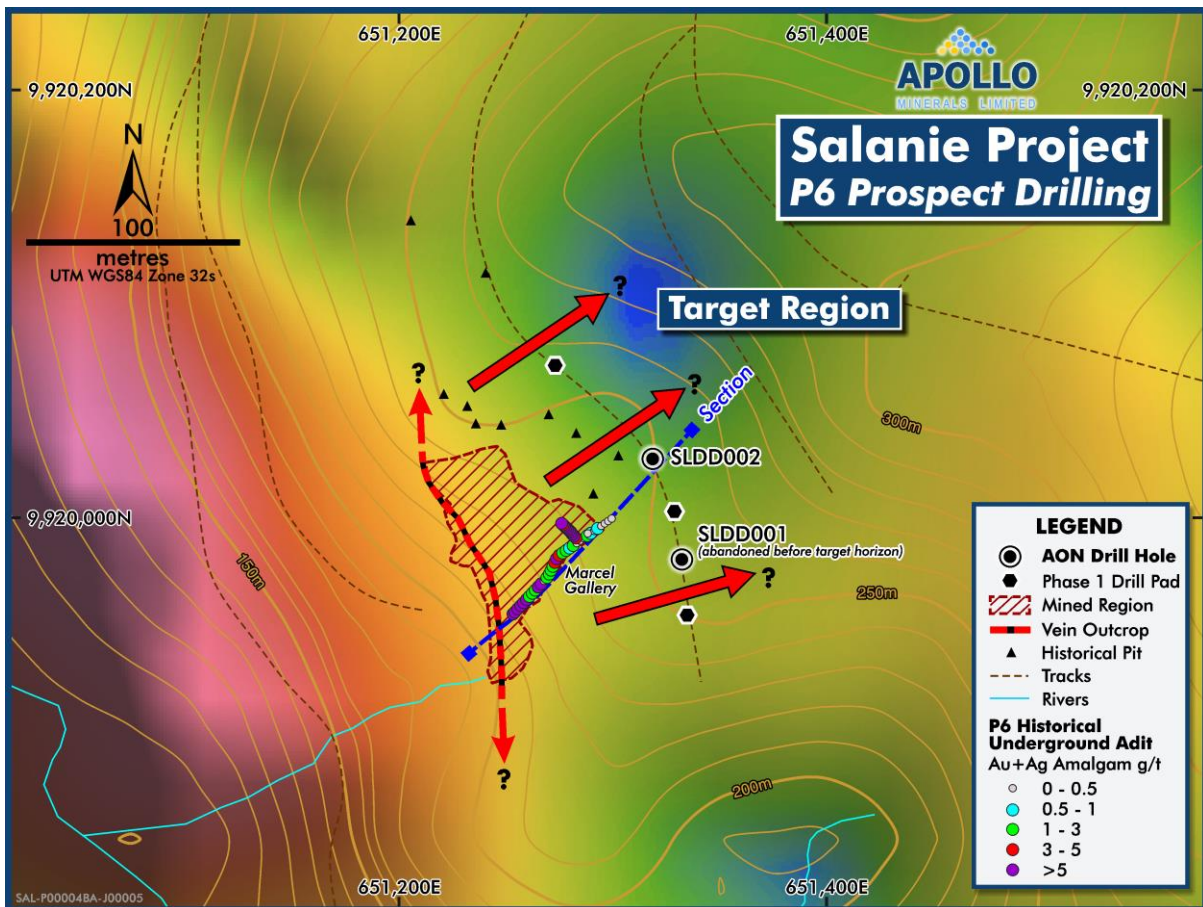 651,200E
651,400E
9,920,200N
9,920,200N
APOLLO
MINERALS LIMITED
Salanie Project
P6 Prospect Drilling
N
100
metres
UTM WGS84 Zone 32s
?
Target Region
?
?
Section
300m
SLDD002
9,920,000N
SLDD001
(abandoned before target horizon)
Marcel
Gallery
?
150m
250m
?
200m
LEGEND
AON Drill Hole
Phase 1 Drill Pad
Mined Region
Vein Outcrop
Historical Pit
Tracks
Rivers
P6 Historical
Underground Adit
Au+Ag Amalgam g/t
0 - 0.5
0.5 - 1
1 - 3
3 - 5
>5
651,200E
651,400E
SAL-P00004BA-J00005